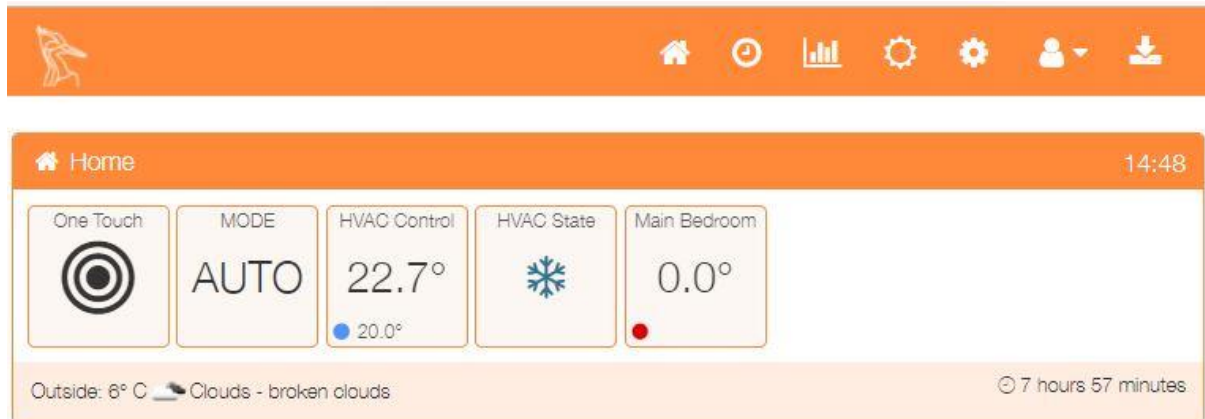 Home 14:48
One Touch MODE HVAC Control HVAC State Main Bedroom
AUTO 22.7° 0.0°
20.0°
Outside: 6° C Clouds - broken clouds 7 hours 57 minutes